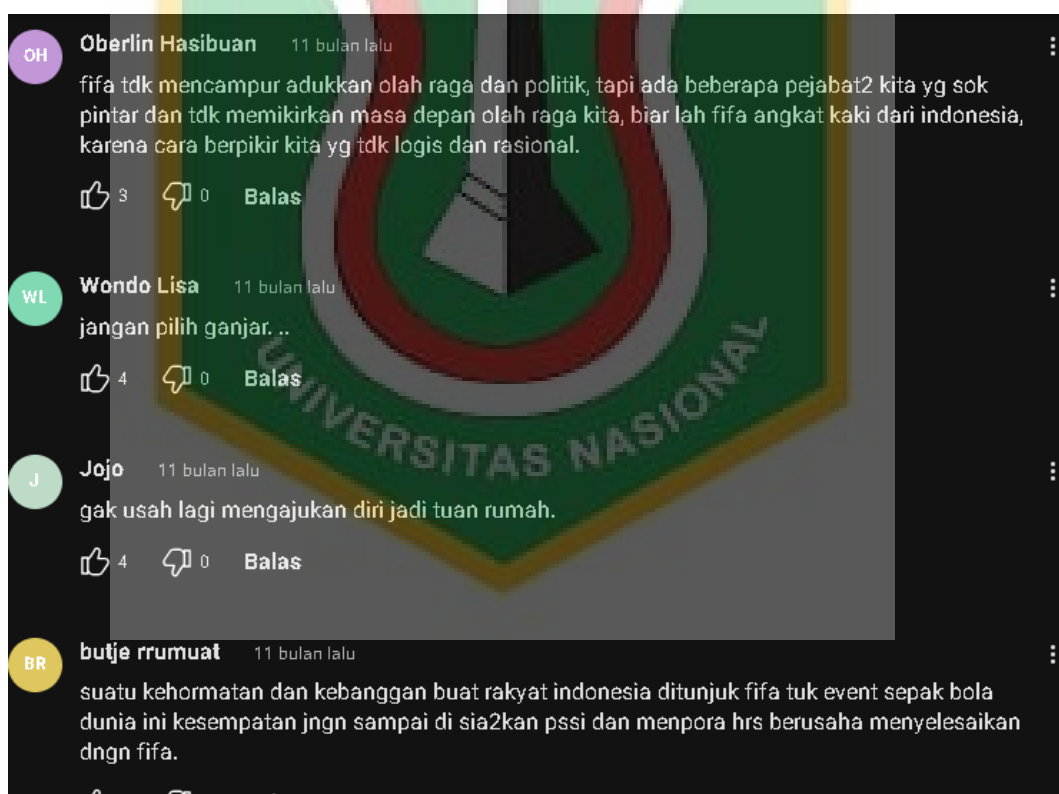 OH
Oberlin Hasibuan 11 bulan lalu
fifa tdk mencampur adukkan olah raga dan politik, tapi ada beberapa pejabat2 kita yg sok
pintar dan tdk memikirkan masa depan olah raga kita, biar lah fifa angkat kaki dari indonesia,
karena cara berpikir kita yg tdk logis dan rasional.
3 0 Balas
WL
Wondo Lisa 11 bulan lalu
jangan pilih ganjar. ..
4 0 Balas
UNIVERSITAS NASIONAL
J
Jojo 11 bulan lalu
gak usah lagi mengajukan diri jadi tuan rumah.
4 0 Balas
BR
butje rrumuat 11 bulan lalu
suatu kehormatan dan kebanggan buat rakyat indonesia ditunjuk fifa tuk event sepak bola
dunia ini kesempatan jngn sampai di sia2kan pssi dan menpora hrs berusaha menyelesaikan
dngn fifa.